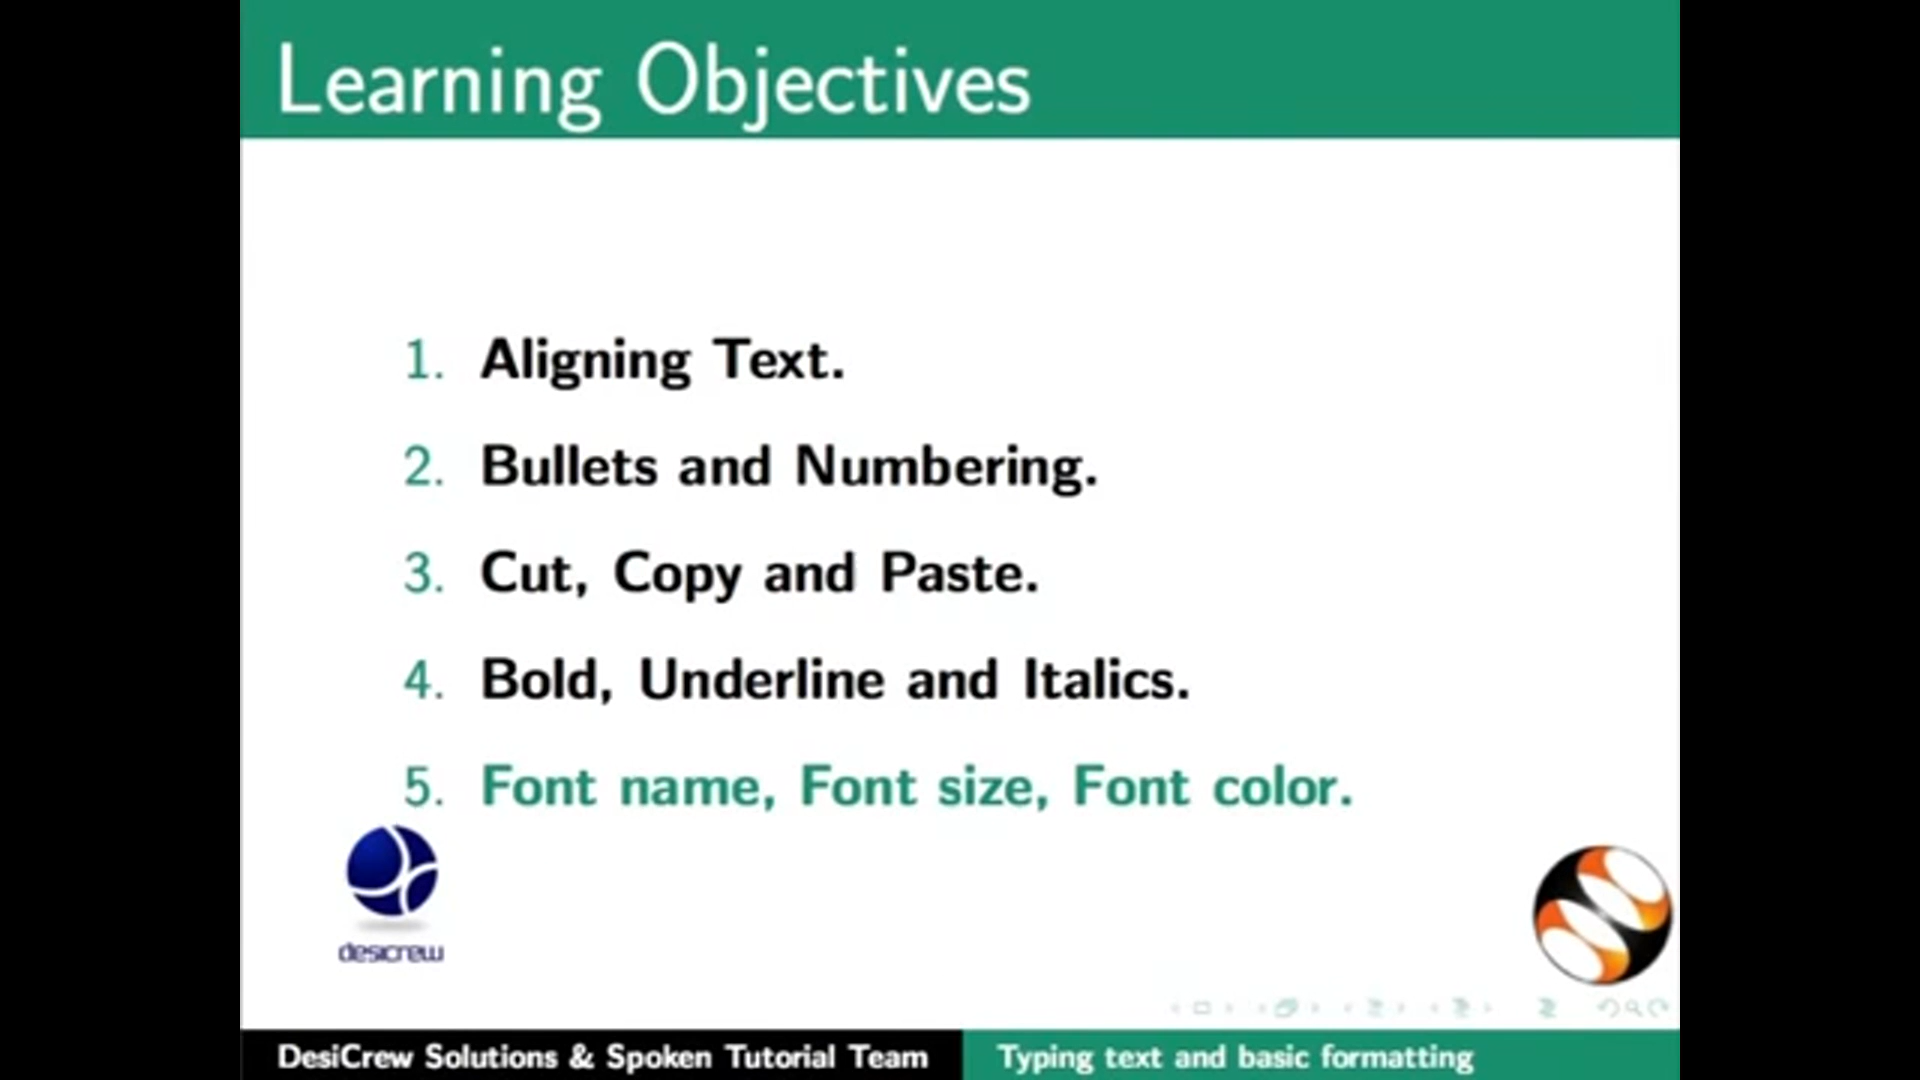 Learning Objectives
1. Aligning Text.
2. Bullets and Numbering.
3. Cut, Copy and Paste.
4. Bold, Underline and Italics.
5. Font name, Font size, Font color.
desicrew
DesiCrew Solutions & Spoken Tutorial Team
Typing text and basic formatting